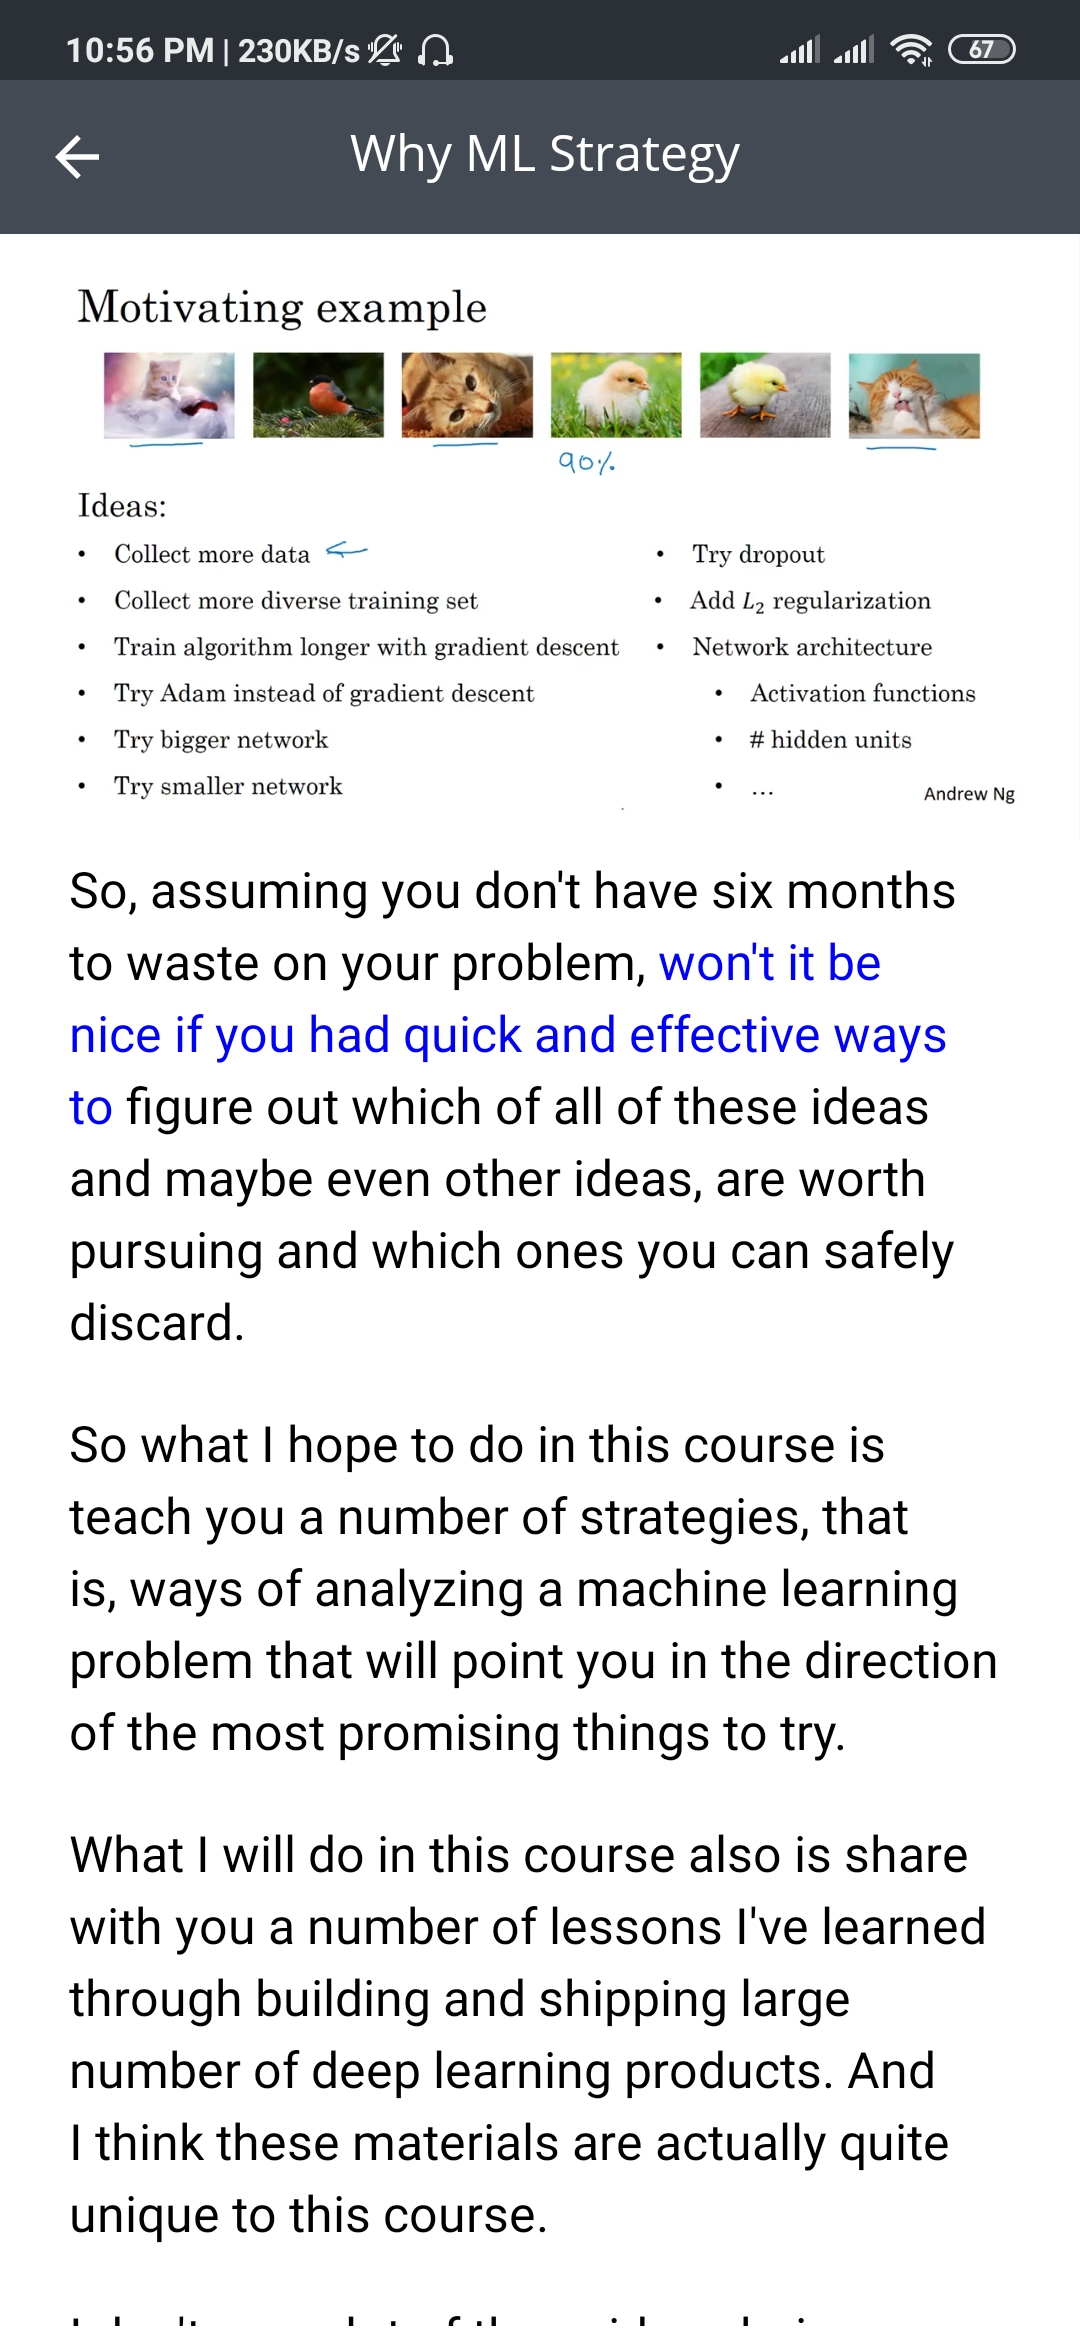 10:56 PM | 230KB/s
67
Why ML Strategy
Motivating example
90%
Ideas:
• Collect more data
• Collect more diverse training set
• Train algorithm longer with gradient descent
• Try Adam instead of gradient descent
• Try bigger network
• Try smaller network
• Try dropout
• Add L₂ regularization
• Network architecture
• Activation functions
• # hidden units
• ...
Andrew Ng
So, assuming you don't have six months
to waste on your problem, won't it be
nice if you had quick and effective ways
to figure out which of all of these ideas
and maybe even other ideas, are worth
pursuing and which ones you can safely
discard.
So what I hope to do in this course is
teach you a number of strategies, that
is, ways of analyzing a machine learning
problem that will point you in the direction
of the most promising things to try.
What I will do in this course also is share
with you a number of lessons I've learned
through building and shipping large
number of deep learning products. And
I think these materials are actually quite
unique to this course.